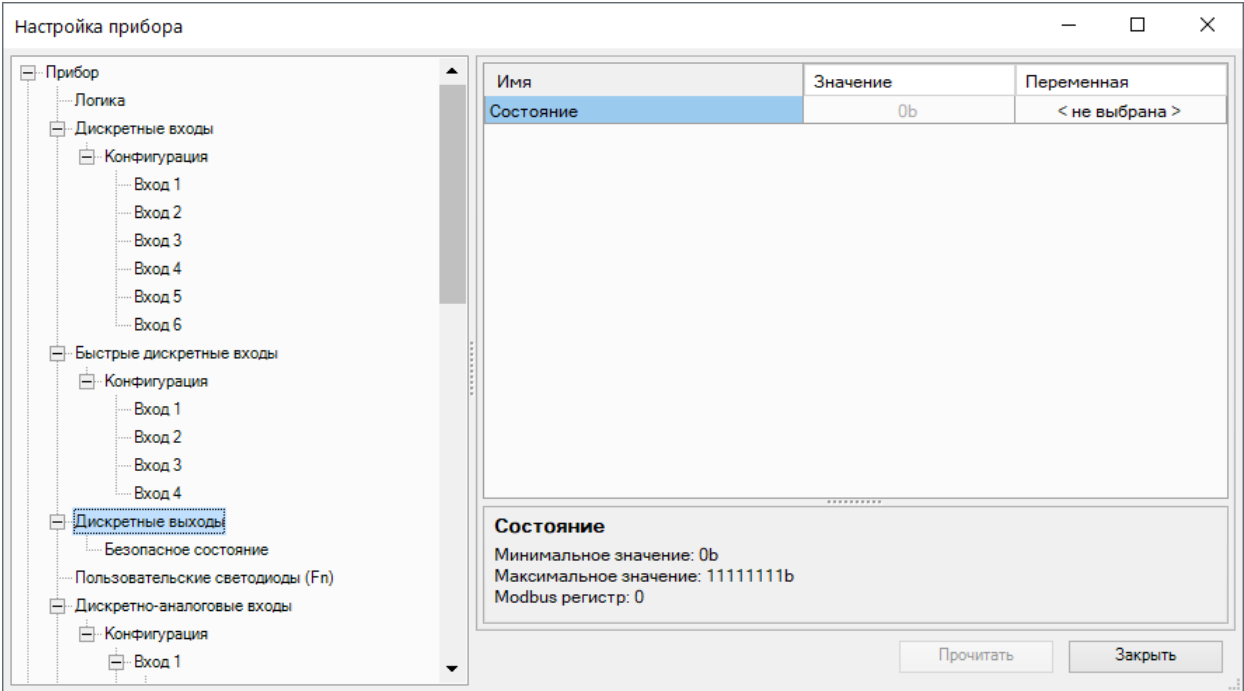 Настройка прибора
Прибор
Логика
Дискретные входы
Конфигурация
Вход 1
Вход 2
Вход 3
Вход 4
Вход 5
Вход 6
Быстрые дискретные входы
Конфигурация
Вход 1
Вход 2
Вход 3
Вход 4
Дискретные выходы
Безопасное состояние
Пользовательские светодиоды (Fn)
Дискретно-аналоговые входы
Конфигурация
Вход 1
Имя Значение Переменная
Состояние 0b < не выбрана >
Состояние
Минимальное значение: 0b
Максимальное значение: 11111111b
Modbus регистр: 0
Прочитать Закрыть